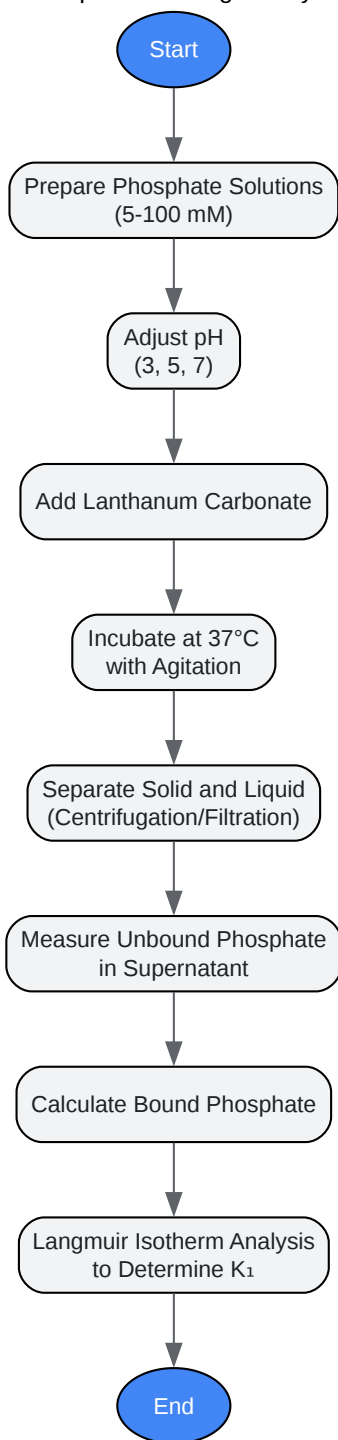 Start
Prepare Phosphate Solutions
(5-100 mM)
Adjust pH
(3, 5, 7)
Add Lanthanum Carbonate
Incubate at 37°C
with Agitation
Separate Solid and Liquid
(Centrifugation/Filtration)
Measure Unbound Phosphate
in Supernatant
Calculate Bound Phosphate
Langmuir Isotherm Analysis
to Determine K₁
End